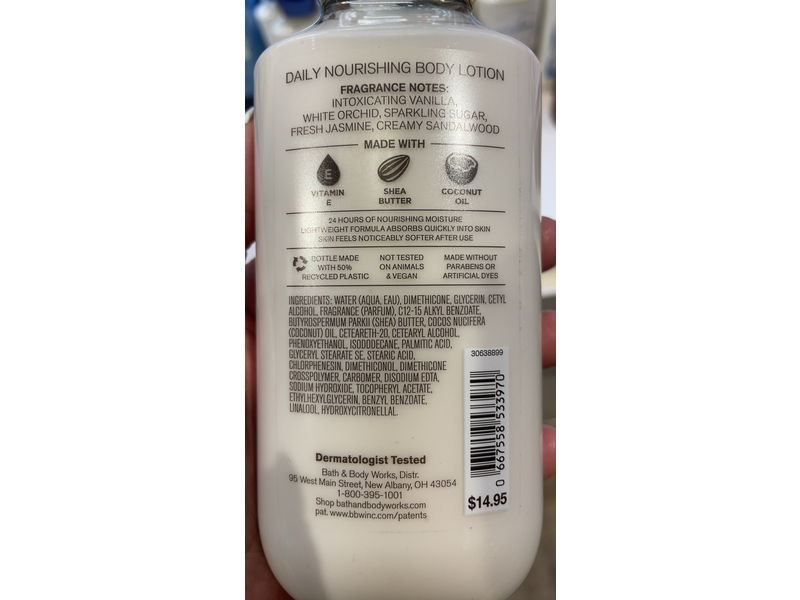 DAILY NOURISHING BODY LOTION
FRAGRANCE NOTES:
INTOXICATING VANILLA,
WHITE ORCHID, SPARKLING SUGAR,
FRESH JASMINE, CREAMY SANDALWOOD
MADE WITH
E
VITAMIN
E
SHEA
BUTTER
COCONUT
OIL
24 HOURS OF NOURISHING MOISTURE
LIGHTWEIGHT FORMULA ABSORBS QUICKLY INTO SKIN
SKIN FEELS NOTICEABLY SOFTER AFTER USE
BOTTLE MADE
WITH 50%
RECYCLED PLASTIC
NOT TESTED
ON ANIMALS
& VEGAN
MADE WITHOUT
PARABENS OR
ARTIFICIAL DYES
INGREDIENTS: WATER (AQUA, EAU), DIMETHICONE, GLYCERIN, CETYL
ALCOHOL, FRAGRANCE (PARFUM), C12-15 ALKYL BENZOATE,
BUTYROSPERMUM PARKII (SHEA) BUTTER, COCOS NUCIFERA
(COCONUT) OIL, CETEARETH-20, CETEARYL ALCOHOL,
PHENOXYETHANOL, ISODODECANE, PALMITIC ACID,
GLYCERYL STEARATE SE, STEARIC ACID,
CHLORPHENESIN, DIMETHICONOL, DIMETHICONE
CROSSPOLYMER, CARBOMER, DISODIUM EDTA,
SODIUM HYDROXIDE, TOCOPHERYL ACETATE,
ETHYLHEXYLGLYCERIN, BENZYL BENZOATE,
LINALOOL, HYDROXYCITRONELLAL.
30638899
0 667558 533970
$14.95
Dermatologist Tested
Bath & Body Works, Distr.
95 West Main Street, New Albany, OH 43054
1-800-395-1001
Shop bathandbodyworks.com
pat. www.bbwinc.com/patents